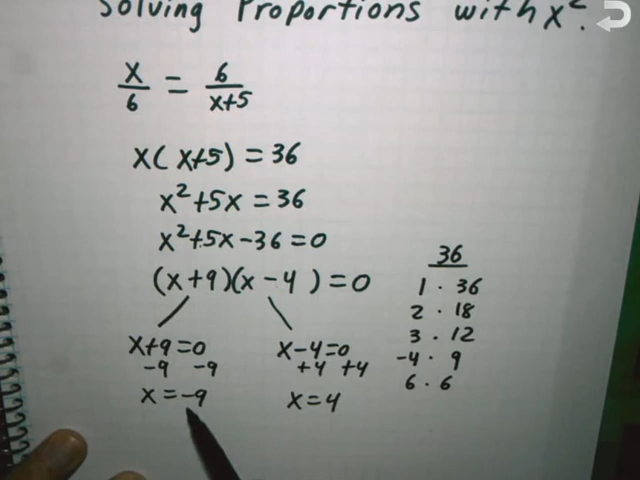 Solving Proportions with x².
x/6 = 6/x+5
x(x+5) = 36
x²+5x = 36
x²+5x-36=0
(x+9)(x-4)=0
x+9=0
-9 -9
x=-9
x-4=0
+4 +4
x=4
36
1 · 36
2 · 18
3 · 12
-4 · 9
6 · 6